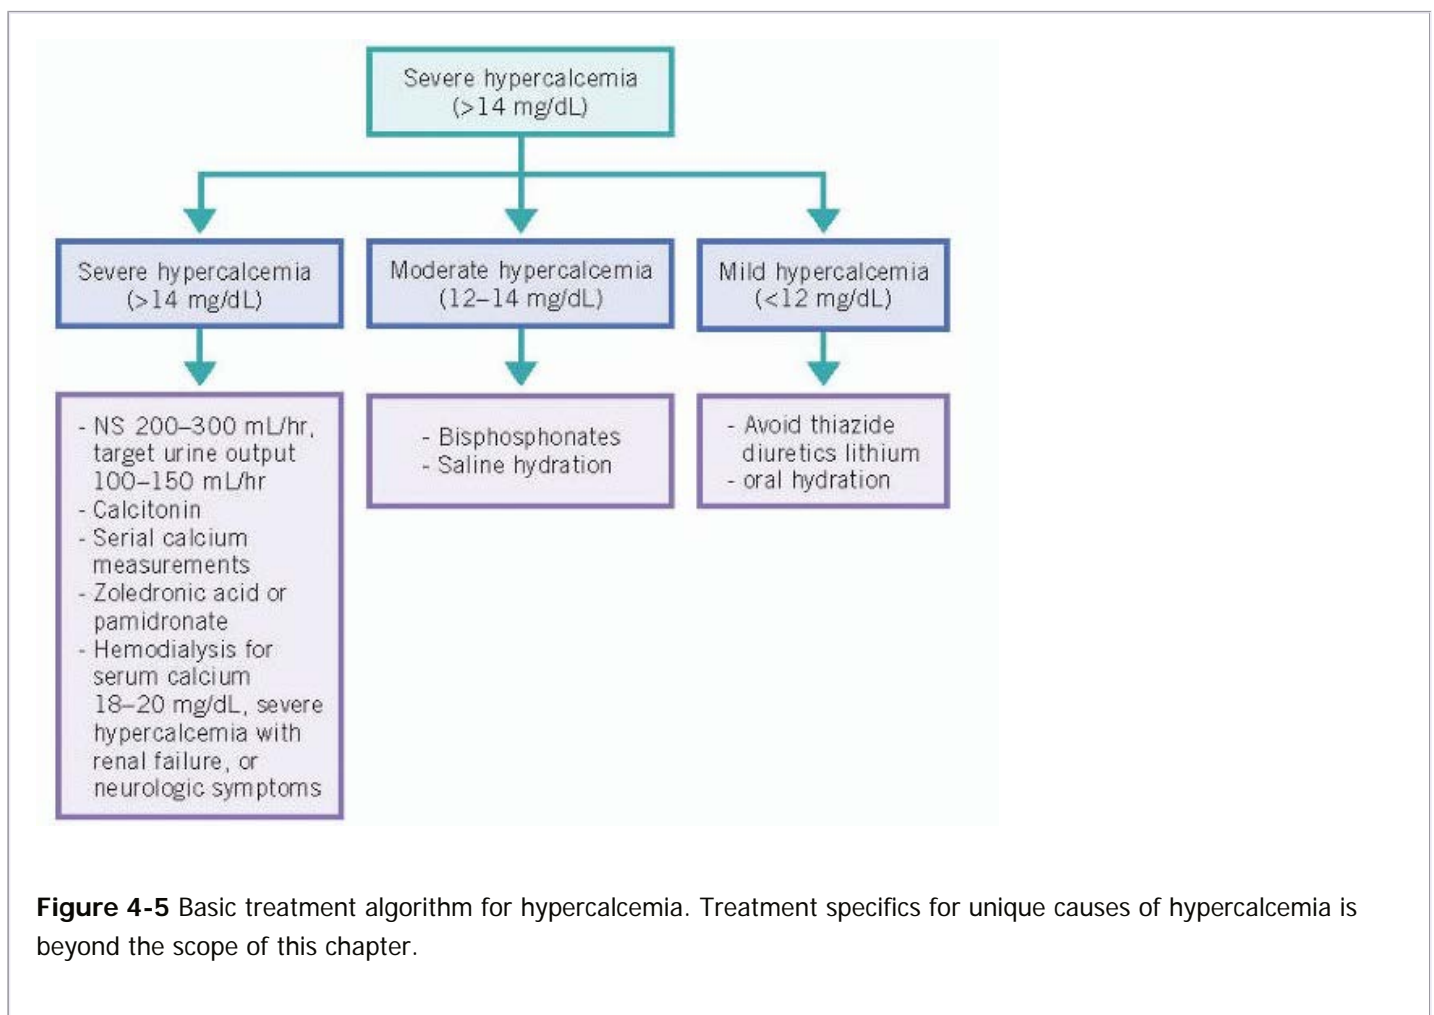 Severe hypercalcemia
(>14 mg/dL)
Severe hypercalcemia
(>14 mg/dL)
Moderate hypercalcemia
(12–14 mg/dL)
Mild hypercalcemia
(<12 mg/dL)
- NS 200–300 mL/hr,
target urine output
100–150 mL/hr
- Calcitonin
- Serial calcium
measurements
- Zoledronic acid or
pamidronate
- Hemodialysis for
serum calcium
18–20 mg/dL, severe
hypercalcemia with
renal failure, or
neurologic symptoms
- Bisphosphonates
- Saline hydration
- Avoid thiazide
diuretics lithium
- oral hydration
Figure 4-5 Basic treatment algorithm for hypercalcemia. Treatment specifics for unique causes of hypercalcemia is
beyond the scope of this chapter.